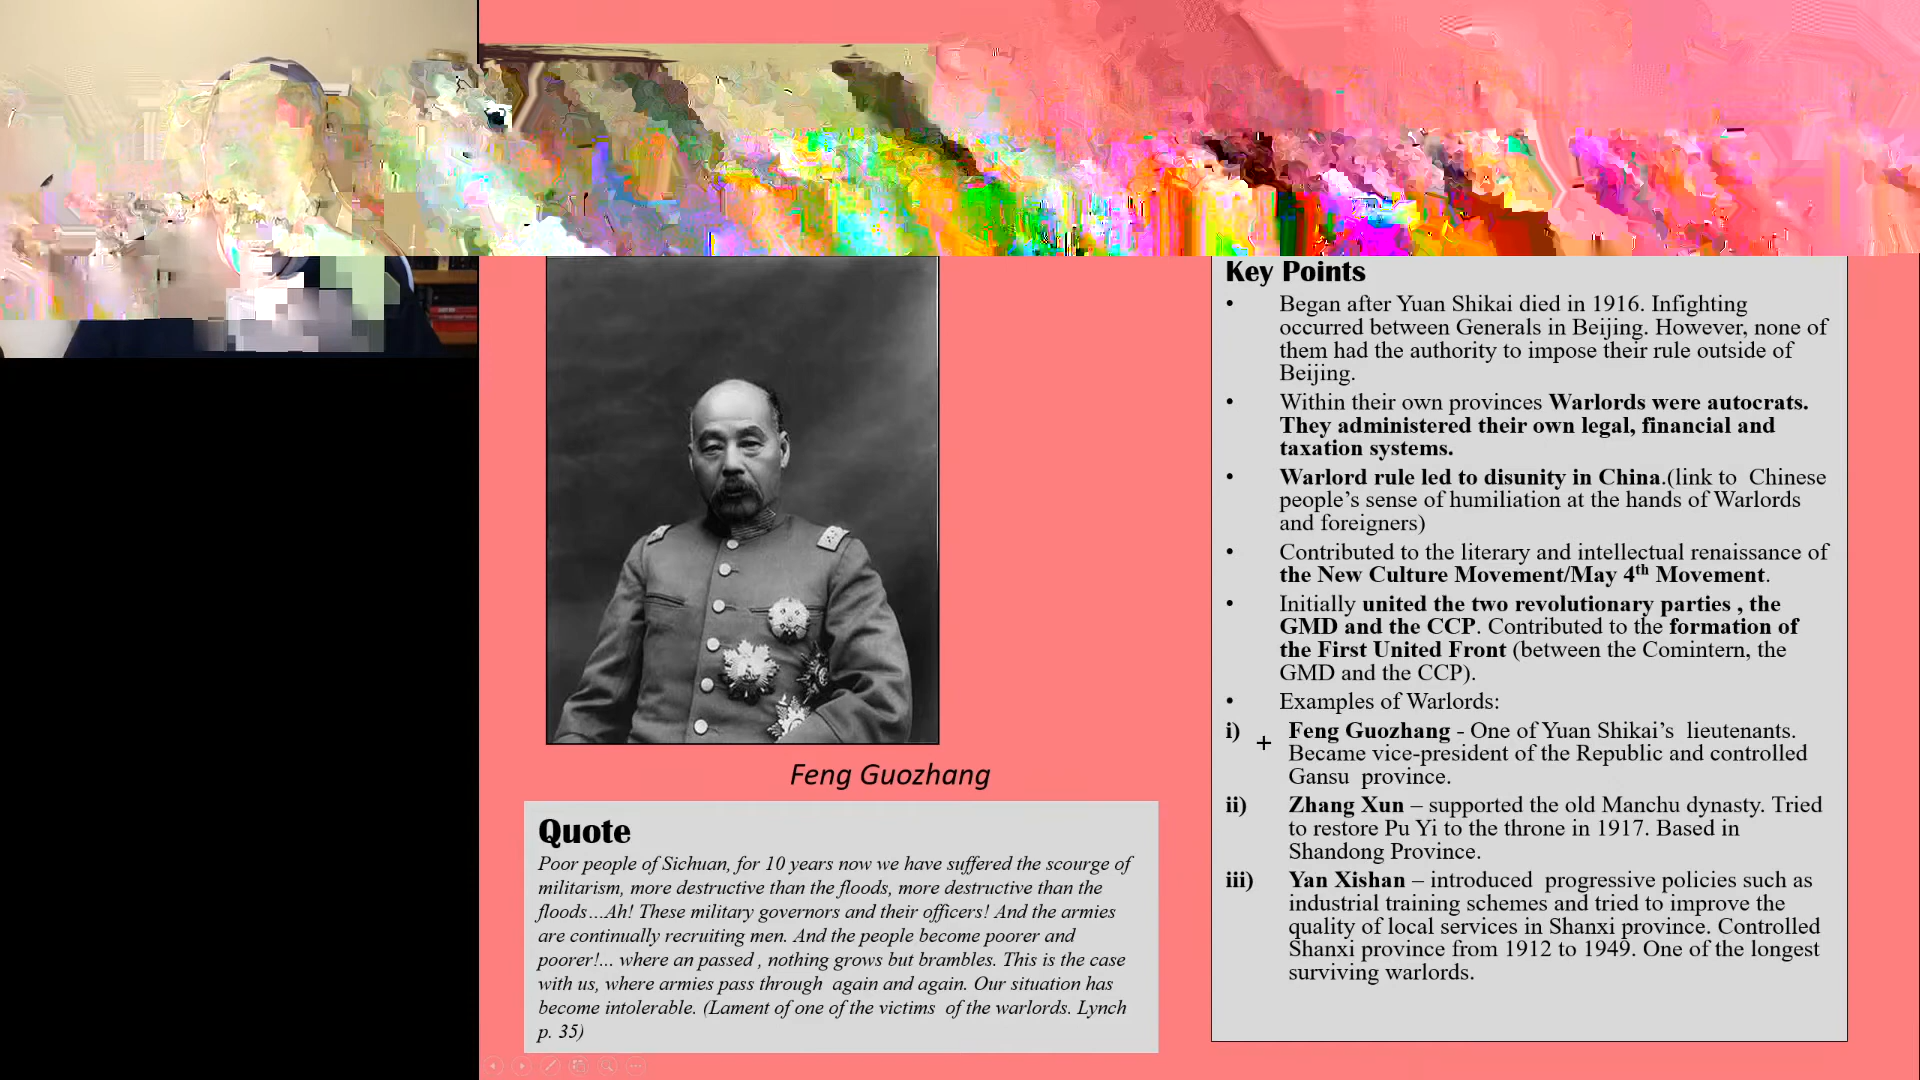 Feng Guozhang
Quote
Poor people of Sichuan, for 10 years now we have suffered the scourge of
militarism, more destructive than the floods, more destructive than the
floods…Ah! These military governors and their officers! And the armies
are continually recruiting men. And the people become poorer and
poorer!... where an passed , nothing grows but brambles. This is the case
with us, where armies pass through  again and again. Our situation has
become intolerable. (Lament of one of the victims  of the warlords. Lynch
p. 35)
Key Points
• Began after Yuan Shikai died in 1916. Infighting
occurred between Generals in Beijing. However, none of
them had the authority to impose their rule outside of
Beijing.
• Within their own provinces Warlords were autocrats.
They administered their own legal, financial and
taxation systems.
• Warlord rule led to disunity in China.(link to  Chinese
people’s sense of humiliation at the hands of Warlords
and foreigners)
• Contributed to the literary and intellectual renaissance of
the New Culture Movement/May 4th Movement.
• Initially united the two revolutionary parties , the
GMD and the CCP. Contributed to the formation of
the First United Front (between the Comintern, the
GMD and the CCP).
• Examples of Warlords:
i) Feng Guozhang - One of Yuan Shikai’s  lieutenants.
Became vice-president of the Republic and controlled
Gansu  province.
ii) Zhang Xun – supported the old Manchu dynasty. Tried
to restore Pu Yi to the throne in 1917. Based in
Shandong Province.
iii) Yan Xishan – introduced  progressive policies such as
industrial training schemes and tried to improve the
quality of local services in Shanxi province. Controlled
Shanxi province from 1912 to 1949. One of the longest
surviving warlords.